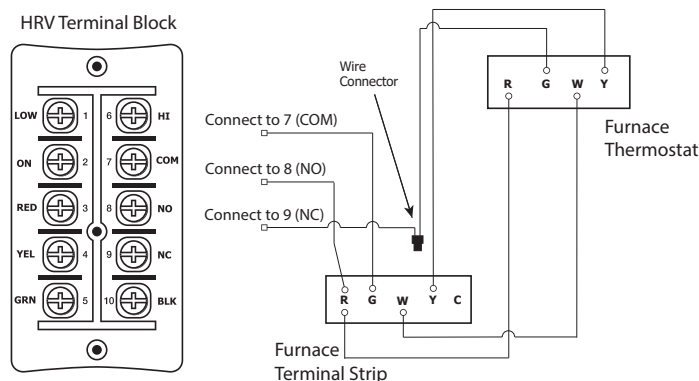 HRV Terminal Block
LOW 1 6 HI
ON 2 7 COM
RED 3 8 NO
YEL 4 9 NC
GRN 5 10 BLK
Connect to 7 (COM)
Connect to 8 (NO)
Connect to 9 (NC)
Wire
Connector
R G W Y
Furnace
Thermostat
R G W Y C
Furnace
Terminal Strip